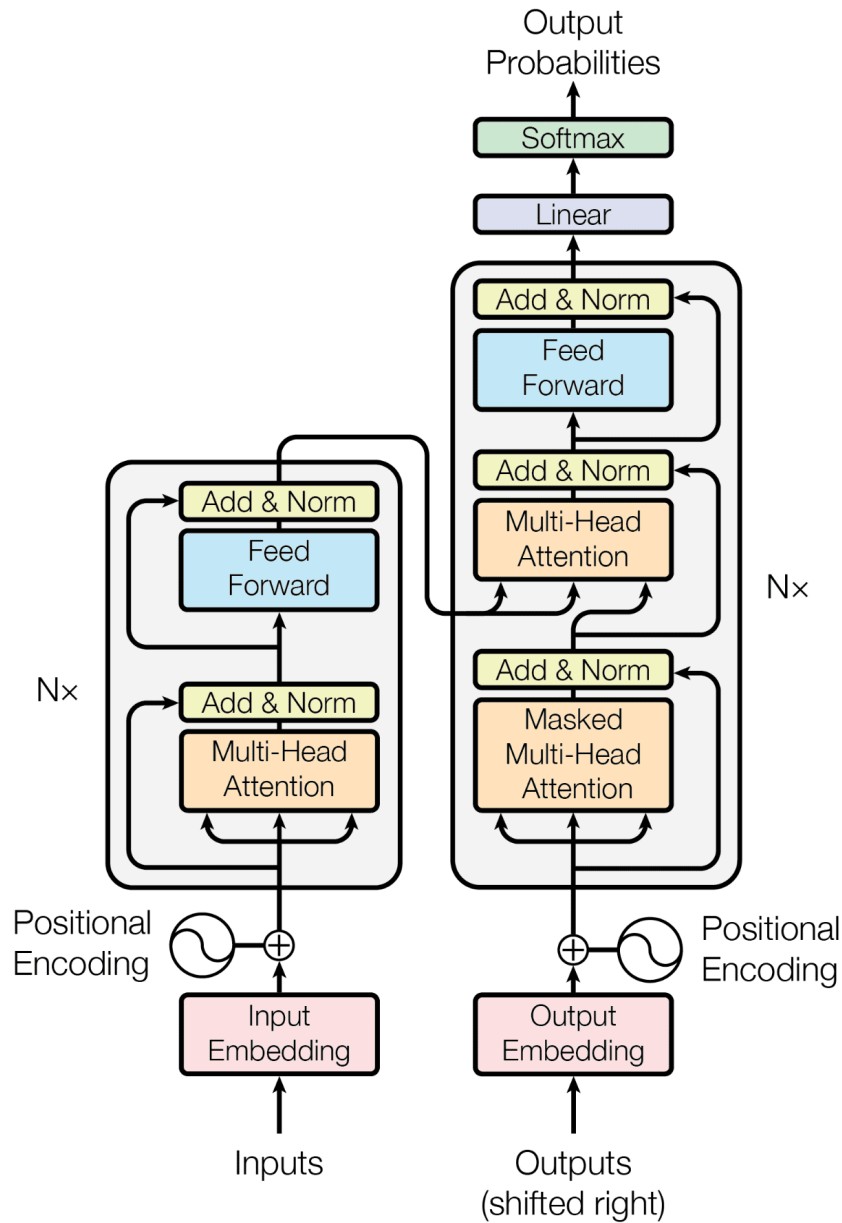 Output
Probabilities
Softmax
Linear
Add & Norm
Feed
Forward
Add & Norm
Multi-Head
Attention
Add & Norm
Masked
Multi-Head
Attention
Nx
Add & Norm
Feed
Forward
Add & Norm
Multi-Head
Attention
Nx
Positional
Encoding
Positional
Encoding
Input
Embedding
Output
Embedding
Inputs
Outputs
(shifted right)